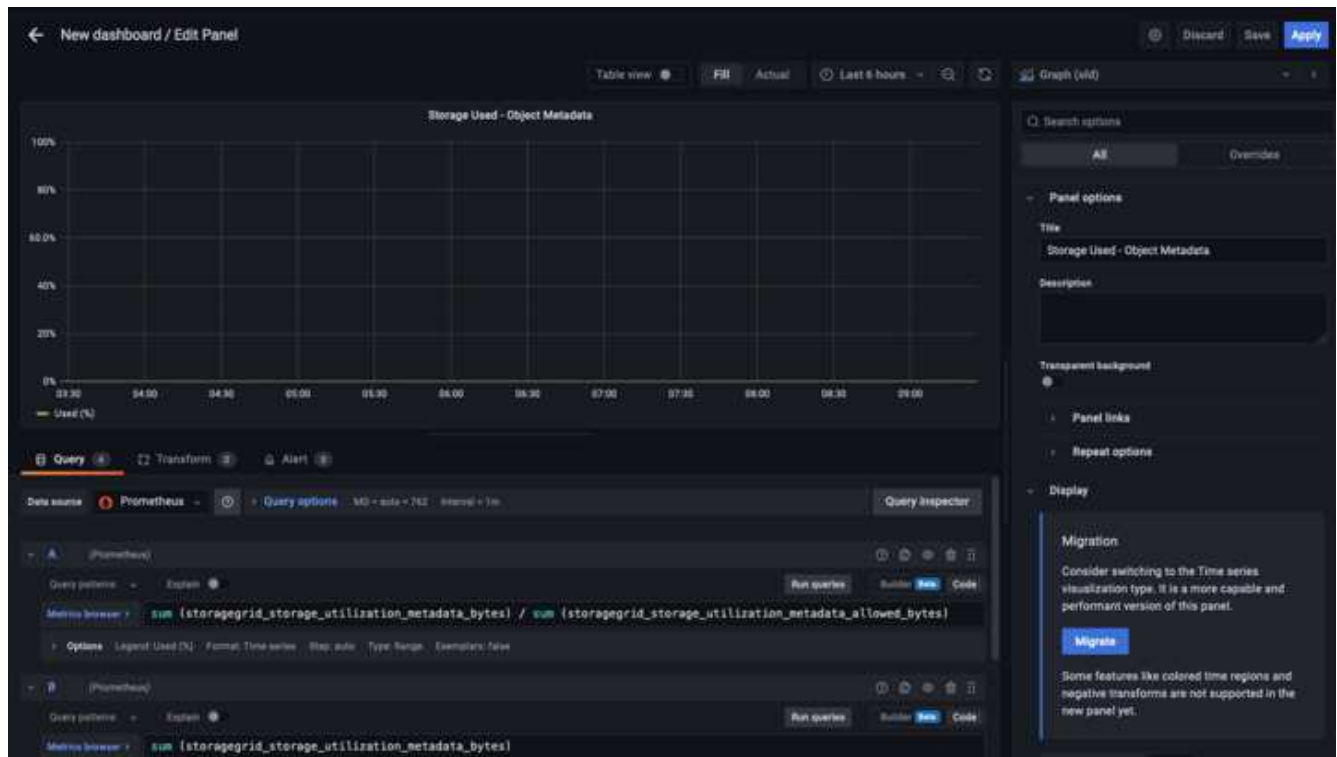 New dashboard / Edit Panel
Discard Save Apply
Table view Fill Actual Last 6 hours
Graph (old)
Storage Used - Object Metadata
100%
80%
60.0%
40%
20%
0%
03:30 04:00 04:30 05:00 05:30 06:00 06:30 07:00 07:30 08:00 08:30 09:00
Used (%)
Search options
All Overrides
Panel options
Title
Storage Used - Object Metadata
Description
Transparent background
Panel links
Repeat options
Display
Migration
Consider switching to the Time series
visualization type. It is a more capable and
performant version of this panel.
Migrate
Some features like colored time regions and
negative transforms are not supported in the
new panel yet.
Query 4 Transform Alert
Data source Prometheus Query options MD = auto = 762 Interval = 1m Query inspector
A (Prometheus)
Query patterns Explain Run queries Builder Beta Code
Metrics browser > sum (storagegrid_storage_utilization_metadata_bytes) / sum (storagegrid_storage_utilization_metadata_allowed_bytes)
Options Legend: Used (%) Format: Time series Step: auto Type: Range Exemplars: false
B (Prometheus)
Query patterns Explain Run queries Builder Beta Code
Metrics browser > sum (storagegrid_storage_utilization_metadata_bytes)